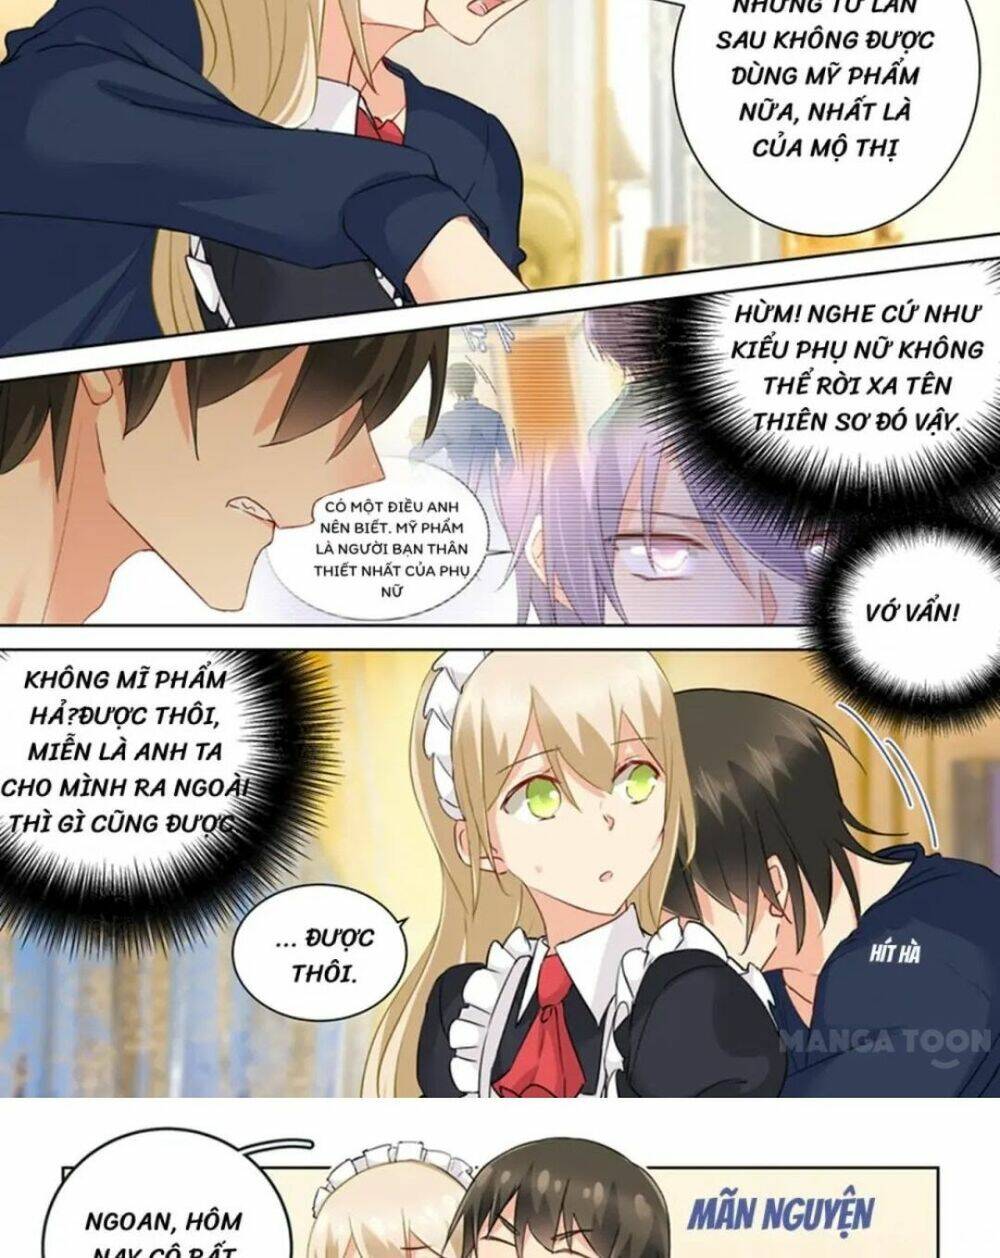 NHỮNG TỪ LẦN
SAU KHÔNG ĐƯỢC
DÙNG MỸ PHẨM
NỮA, NHẤT LÀ
CỦA MỘ THỊ
HỪM! NGHE CỨ NHƯ
KIỂU PHỤ NỮ KHÔNG
THỂ RỜI XA TÊN
THIÊN SƠ ĐÓ VẬY.
CÓ MỘT ĐIỀU ANH
NÊN BIẾT. MỸ PHẨM
LÀ NGƯỜI BẠN THÂN
THIẾT NHẤT CỦA PHỤ
NỮ
VỚ VẨN!
KHÔNG MĨ PHẨM
HẢ?ĐƯỢC THÔI,
MIỄN LÀ ANH TA
CHO MÌNH RA NGOÀI
THÌ GÌ CŨNG ĐƯỢC
... ĐƯỢC
THÔI.
HÍT HÀ
MANGA TOON
MÃN NGUYỆN
NGOAN, HÔM
NAY CÔ RẤT